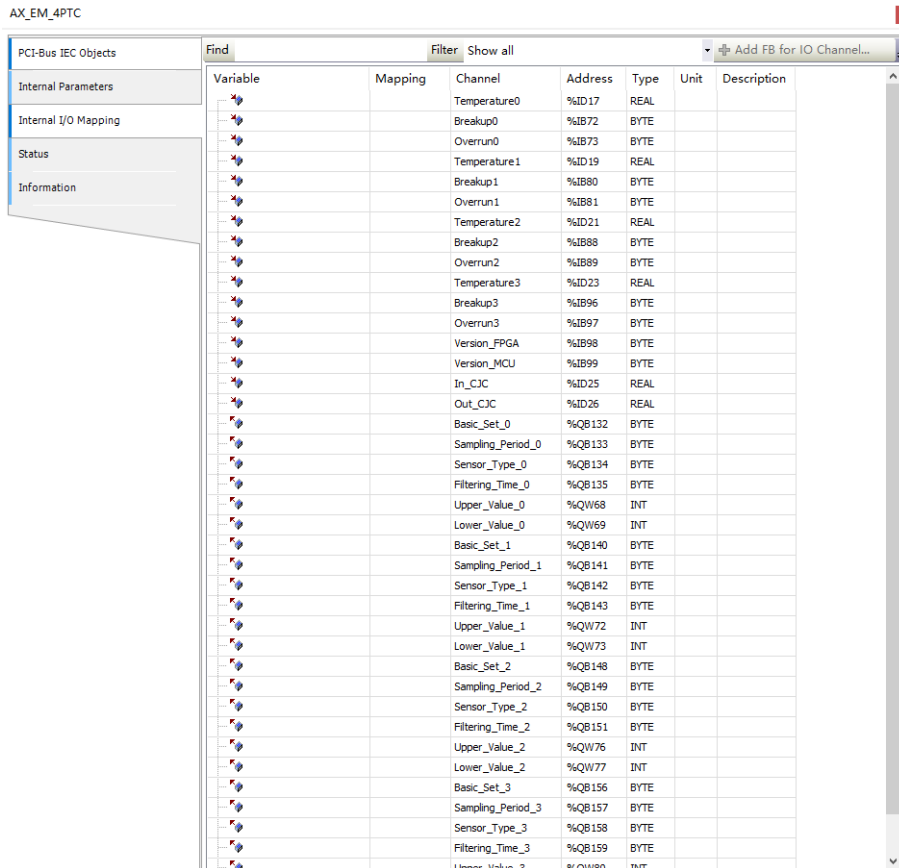 AX_EM_4PTC
PCI-Bus IEC Objects
Internal Parameters
Internal I/O Mapping
Status
Information
Find Filter Show all Add FB for IO Channel...
Variable Mapping Channel Address Type Unit Description
Temperature0 %ID17 REAL
Breakup0 %IB72 BYTE
Overrun0 %IB73 BYTE
Temperature1 %ID19 REAL
Breakup1 %IB80 BYTE
Overrun1 %IB81 BYTE
Temperature2 %ID21 REAL
Breakup2 %IB88 BYTE
Overrun2 %IB89 BYTE
Temperature3 %ID23 REAL
Breakup3 %IB96 BYTE
Overrun3 %IB97 BYTE
Version_FPGA %IB98 BYTE
Version_MCU %IB99 BYTE
In_CJC %ID25 REAL
Out_CJC %ID26 REAL
Basic_Set_0 %QB132 BYTE
Sampling_Period_0 %QB133 BYTE
Sensor_Type_0 %QB134 BYTE
Filtering_Time_0 %QB135 BYTE
Upper_Value_0 %QW68 INT
Lower_Value_0 %QW69 INT
Basic_Set_1 %QB140 BYTE
Sampling_Period_1 %QB141 BYTE
Sensor_Type_1 %QB142 BYTE
Filtering_Time_1 %QB143 BYTE
Upper_Value_1 %QW72 INT
Lower_Value_1 %QW73 INT
Basic_Set_2 %QB148 BYTE
Sampling_Period_2 %QB149 BYTE
Sensor_Type_2 %QB150 BYTE
Filtering_Time_2 %QB151 BYTE
Upper_Value_2 %QW76 INT
Lower_Value_2 %QW77 INT
Basic_Set_3 %QB156 BYTE
Sampling_Period_3 %QB157 BYTE
Sensor_Type_3 %QB158 BYTE
Filtering_Time_3 %QB159 BYTE
Upper_Value_3 %QW80 INT